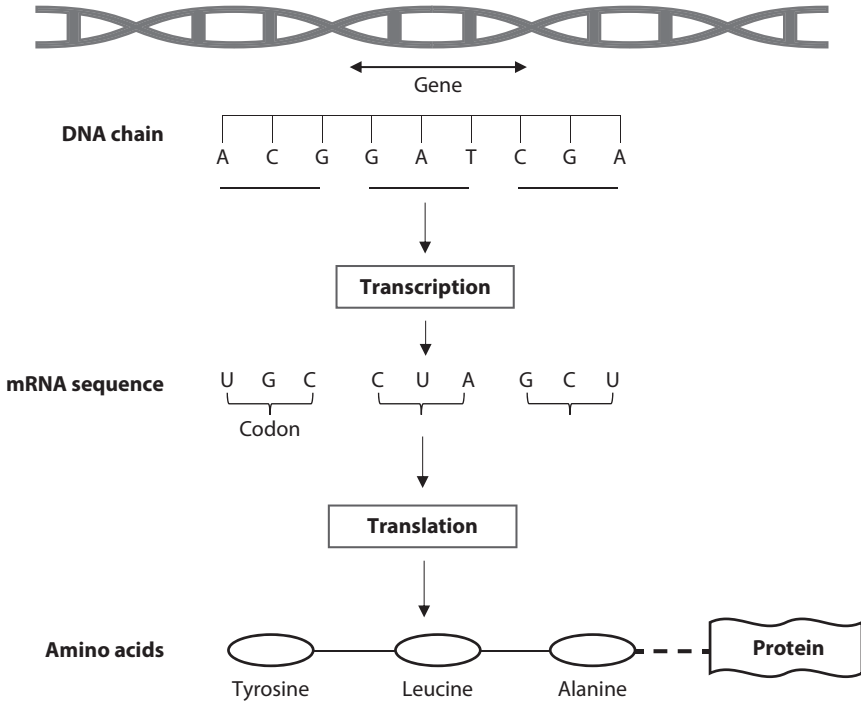 Gene
DNA chain
A C G G A T C G A
Transcription
mRNA sequence U G C C U A G C U
Codon
Translation
Amino acids
Protein
Tyrosine Leucine Alanine